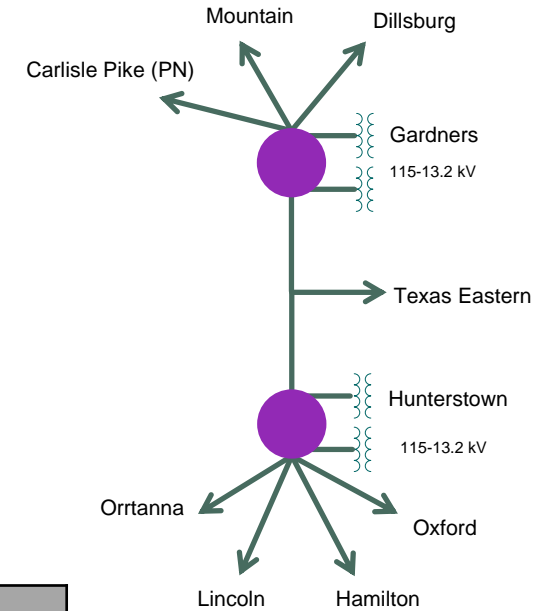 Mountain
Dillsburg
Carlisle Pike (PN)
Gardners
115-13.2 kV
Texas Eastern
Hunterstown
115-13.2 kV
Orrtanna
Oxford
Lincoln
Hamilton